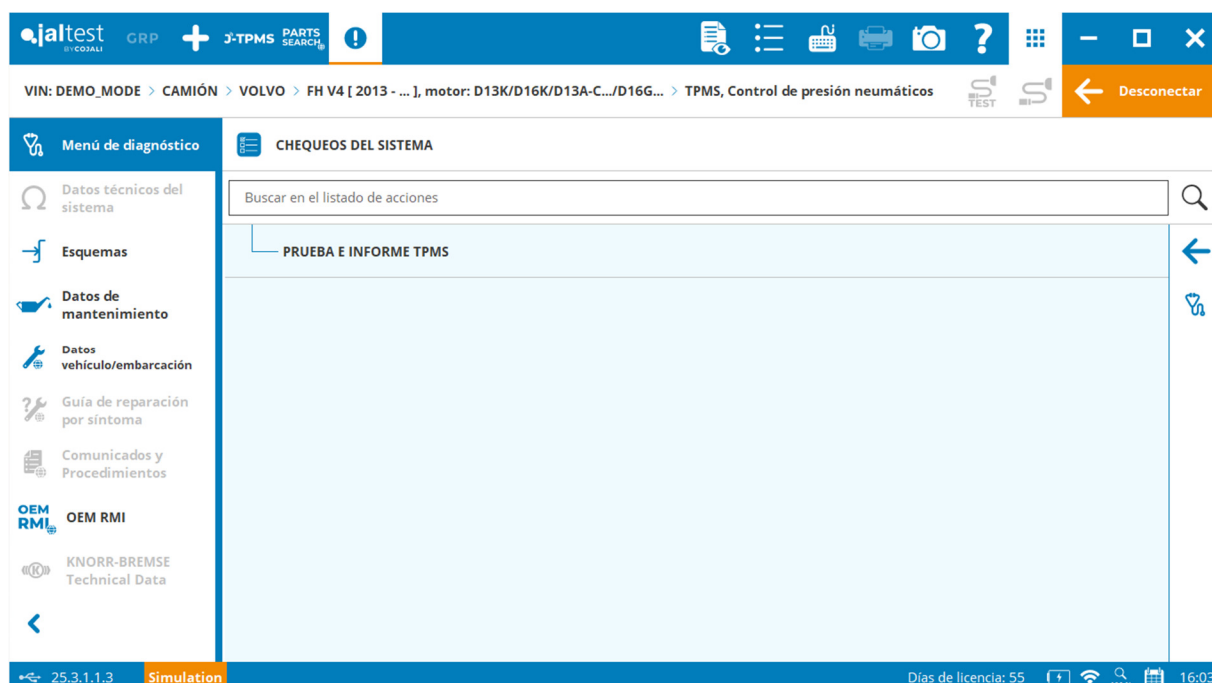 jaltest
BY COJALI
GRP
J-TPMS
PARTS
SEARCH
VIN: DEMO_MODE > CAMIÓN > VOLVO > FH V4 [ 2013 - ... ], motor: D13K/D16K/D13A-C.../D16G... > TPMS, Control de presión neumáticos
TEST
Desconectar
Menú de diagnóstico
CHEQUEOS DEL SISTEMA
Datos técnicos del
sistema
Buscar en el listado de acciones
Esquemas
PRUEBA E INFORME TPMS
Datos de
mantenimiento
Datos
vehículo/embarcación
Guía de reparación
por síntoma
Comunicados y
Procedimientos
OEM
RMI
OEM RMI
KNORR-BREMSE
Technical Data
25.3.1.1.3
Simulation
Días de licencia: 55
16:03